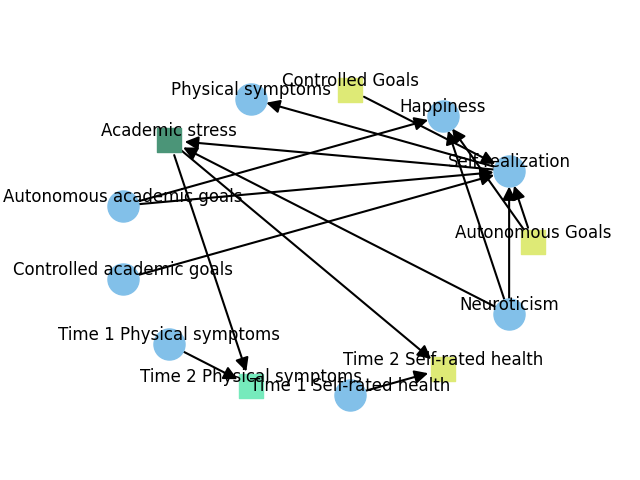 Controlled Goals
Physical symptoms
Happiness
Academic stress
Self-realization
Autonomous academic goals
Autonomous Goals
Controlled academic goals
Neuroticism
Time 1 Physical symptoms
Time 2 Self-rated health
Time 2 Physical symptoms
Time 1 Self-rated health